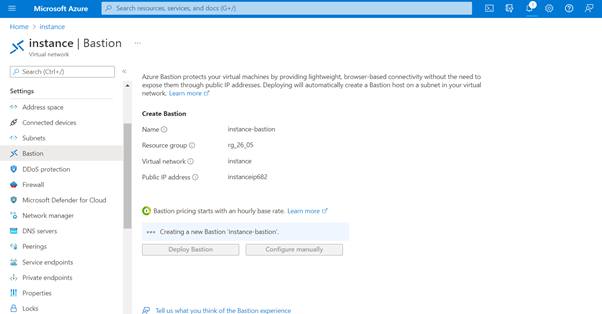 Microsoft Azure
Search resources, services, and docs (G+/)
1
Home > instance >
instance | Bastion ...
Virtual network
Search (Ctrl+/)
Settings
Address space
Connected devices
Subnets
Bastion
DDoS protection
Firewall
Microsoft Defender for Cloud
Network manager
DNS servers
Peerings
Service endpoints
Private endpoints
Properties
Locks
Azure Bastion protects your virtual machines by providing lightweight, browser-based connectivity without the need to
expose them through public IP addresses. Deploying will automatically create a Bastion host on a subnet in your virtual
network. Learn more
Create Bastion
Name instance-bastion
Resource group rg_26_05
Virtual network instance
Public IP address instanceip682
Bastion pricing starts with an hourly base rate. Learn more
Creating a new Bastion 'instance-bastion'.
Deploy Bastion Configure manually
Tell us what you think of the Bastion experience